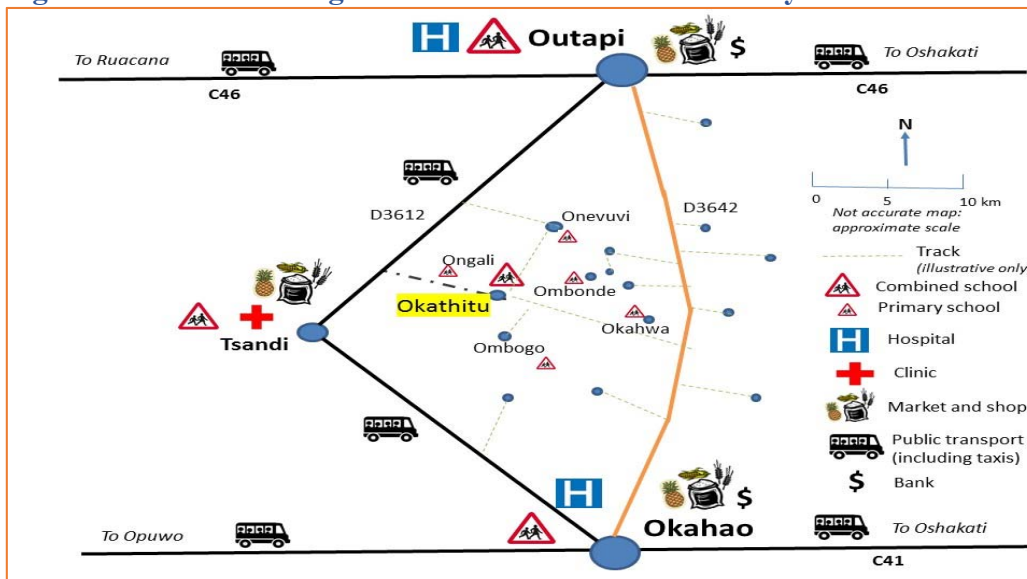 H Outapi $
To Ruacana
To Oshakati
C46
C46
N
0 5 10 km
Not accurate map:
approximate scale
D3612
D3642
Onevuvi
Ongali
Ombonde
Okathitu
Okahwa
Tsandi
Ombogo
Track
(illustrative only)
Combined school
Primary school
H Hospital
Clinic
Market and shop
Public transport
(including taxis)
$ Bank
H
$
Okahao
To Opuwo
To Oshakati
C41